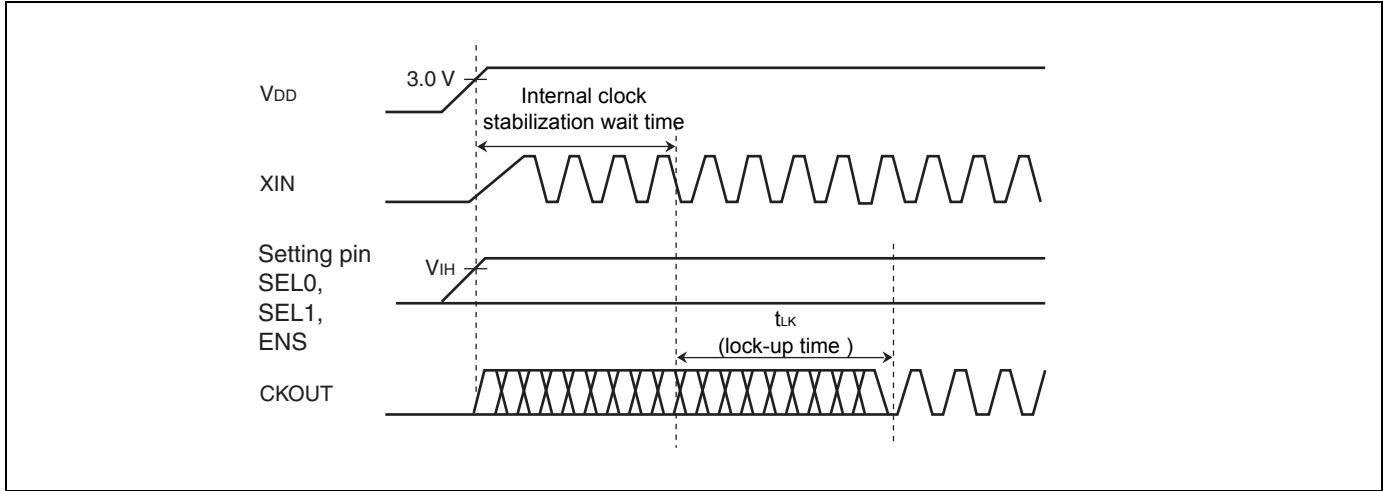 VDD
3.0 V
Internal clock
stabilization wait time
XIN
Setting pin
SEL0,
SEL1,
ENS
VIH
tLK
(lock-up time )
CKOUT